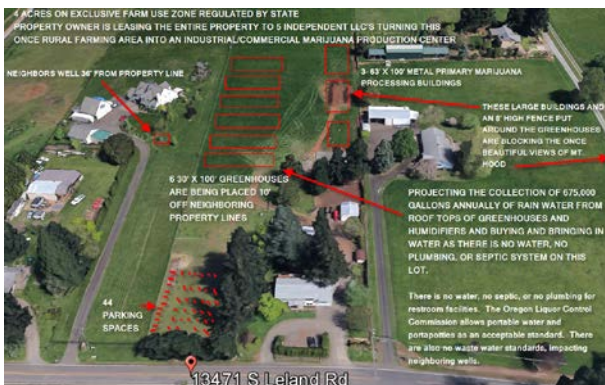 4 ACRES ON EXCLUSIVE FARM USE ZONE REGULATED BY STATE
PROPERTY OWNER IS LEASING THE ENTIRE PROPERTY TO 5 INDEPENDENT LLC'S TURNING THIS
ONCE RURAL FARMING AREA INTO AN INDUSTRIAL/COMMERCIAL MARIJUANA PRODUCTION CENTER
NEIGHBORS WELL 36' FROM PROPERTY LINE
3- 63' X 100' METAL PRIMARY MARIJUANA
PROCESSING BUILDINGS
THESE LARGE BUILDINGS AND
AN 8' HIGH FENCE PUT
AROUND THE GREENHOUSES
ARE BLOCKING THE ONCE
BEAUTIFUL VIEWS OF MT.
HOOD
6 30' X 100' GREENHOUSES
ARE BEING PLACED 10'
OFF NEIGHBORING
PROPERTY LINES
PROJECTING THE COLLECTION OF 675,000
GALLONS ANNUALLY OF RAIN WATER FROM
ROOF TOPS OF GREENHOUSES AND
HUMIDIFIERS AND BUYING AND BRINGING IN
WATER AS THERE IS NO WATER, NO
PLUMBING, OR SEPTIC SYSTEM ON THIS
LOT.
There is no water, no septic, or no plumbing for
restroom facilities. The Oregon Liquor Control
Commission allows portable water and
portapotties as an acceptable standard. There
are also no waste water standards, impacting
neighboring wells.
44
PARKING
SPACES
13471 S Leland Rd